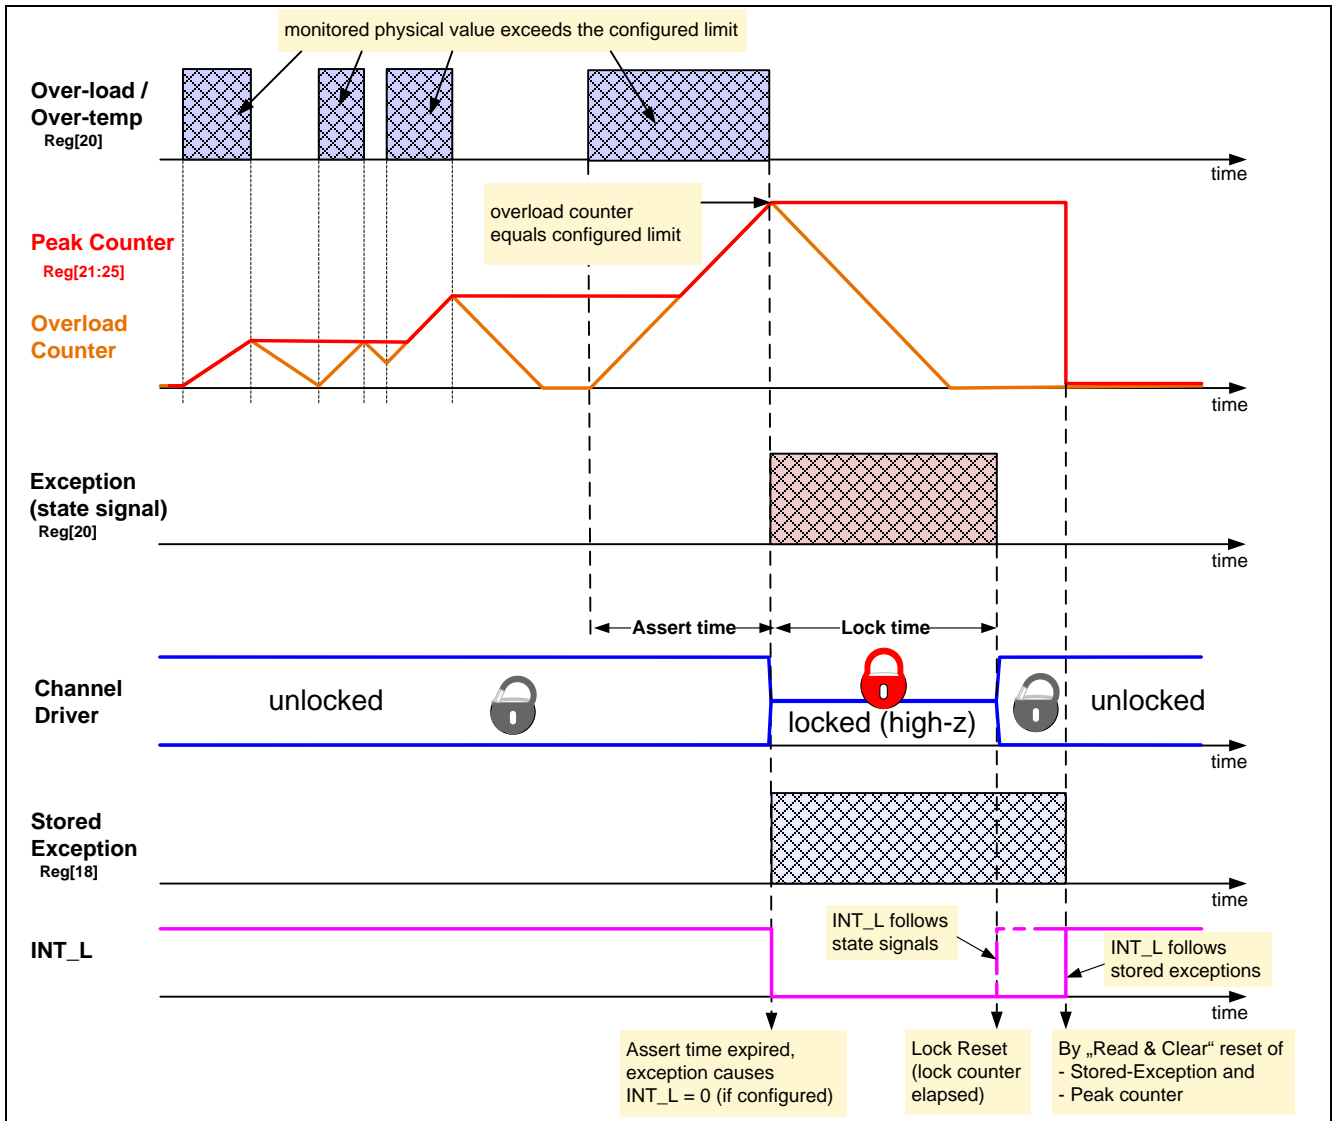 monitored physical value exceeds the configured limit
Over-load /
Over-temp
Reg[20]
time
overload counter
equals configured limit
Peak Counter
Reg[21:25]
Overload
Counter
time
Exception
(state signal)
Reg[20]
time
Assert time
Lock time
Channel
Driver
unlocked
locked (high-z)
unlocked
time
Stored
Exception
Reg[18]
time
INT_L
INT_L follows
state signals
INT_L follows
stored exceptions
time
Assert time expired,
exception causes
INT_L = 0 (if configured)
Lock Reset
(lock counter
elapsed)
By „Read & Clear“ reset of
- Stored-Exception and
- Peak counter